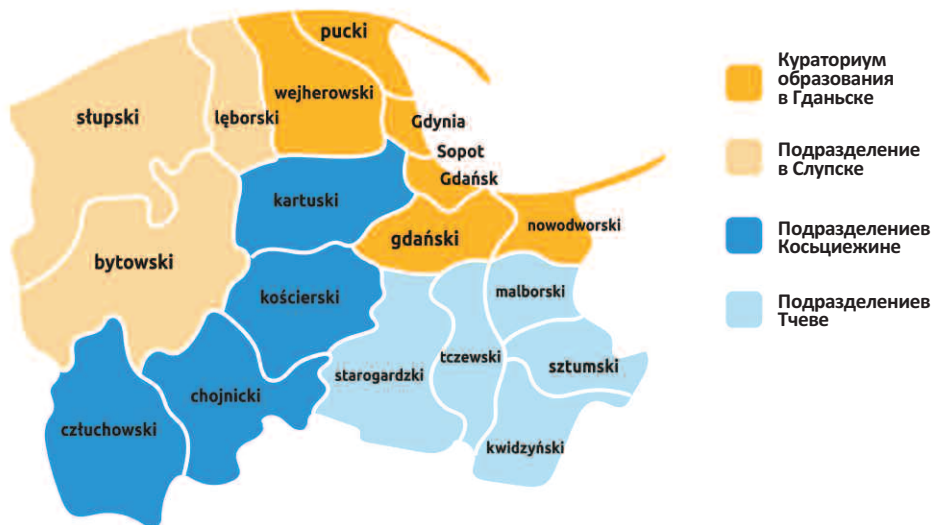 pucki
wejherowski
słupski
lęborski
Gdynia
Sopot
Gdańsk
kartuski
nowodworski
gdański
bytowski
kościerski
malborski
tczewski
sztumski
starogardzki
chojnicki
człuchowski
kwidzyński
Кураториум
образования
в Гданьске
Подразделение
в Слупске
Подразделениев
Косьциежине
Подразделениев
Тчеве